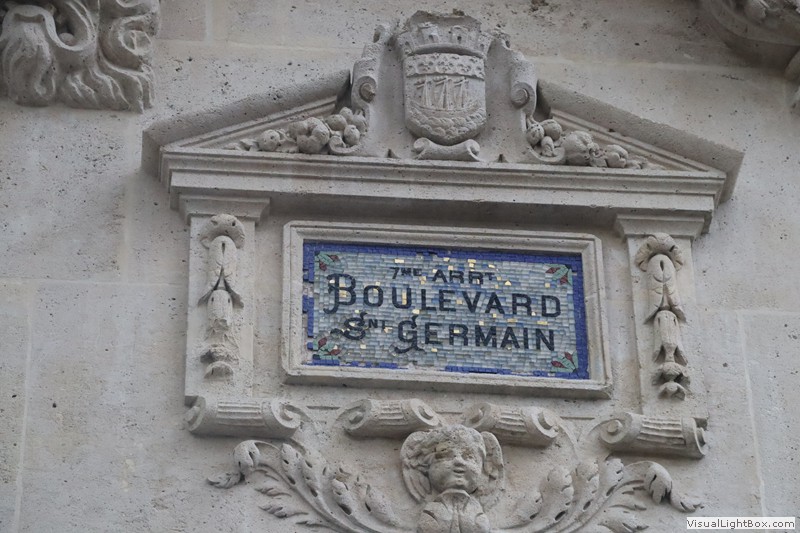 7ME ARRT
BOULEVARD
SNT GERMAIN
VisualLightBox.com